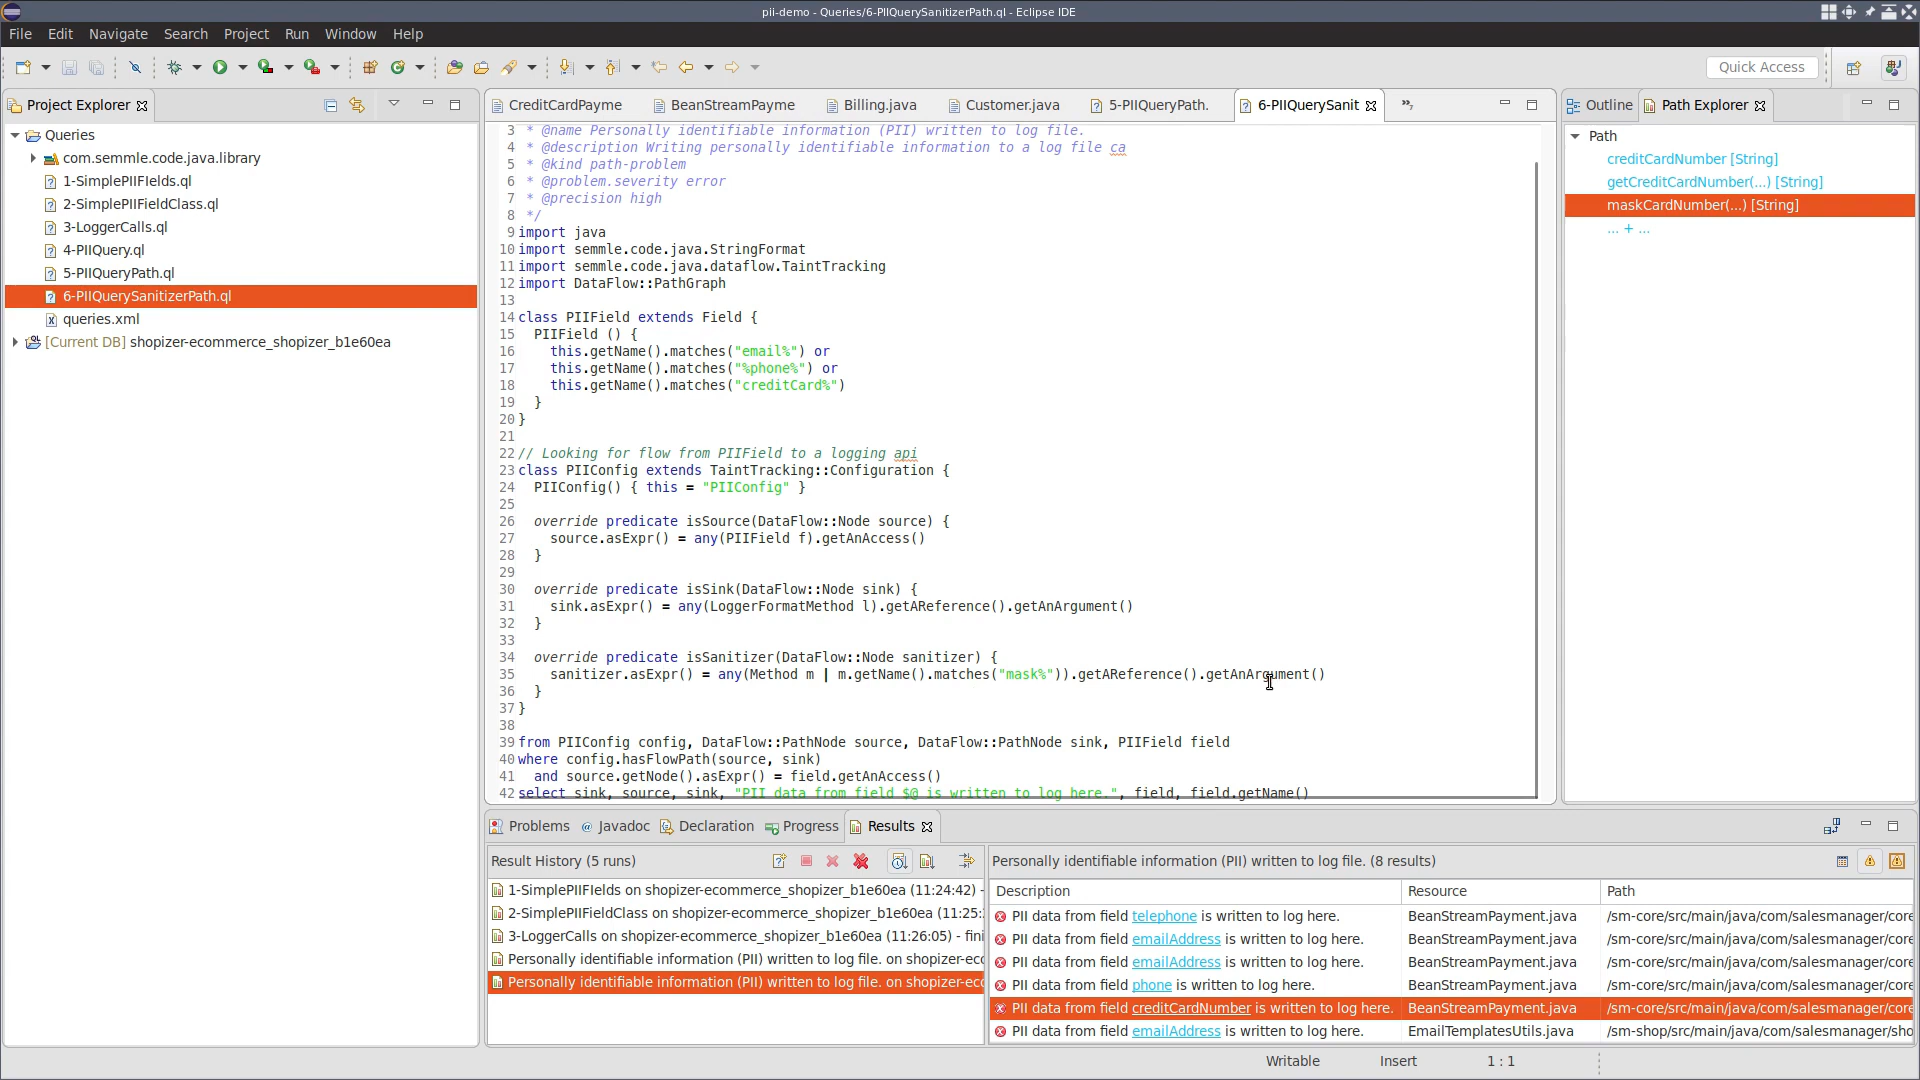 pii-demo - Queries/6-PIIQuerySanitizerPath.ql - Eclipse IDE
File Edit Navigate Search Project Run Window Help
Quick Access
Project Explorer
Queries
com.semmle.code.java.library
1-SimplePIIFIelds.ql
2-SimplePIIFieldClass.ql
3-LoggerCalls.ql
4-PIIQuery.ql
5-PIIQueryPath.ql
6-PIIQuerySanitizerPath.ql
queries.xml
[Current DB] shopizer-ecommerce_shopizer_b1e60ea
CreditCardPayme BeanStreamPayme Billing.java Customer.java 5-PIIQueryPath. 6-PIIQuerySanit
3 * @name Personally identifiable information (PII) written to log file.
4 * @description Writing personally identifiable information to a log file ca
5 * @kind path-problem
6 * @problem.severity error
7 * @precision high
8 */
9 import java
10 import semmle.code.java.StringFormat
11 import semmle.code.java.dataflow.TaintTracking
12 import DataFlow::PathGraph
13
14 class PIIField extends Field {
15 PIIField () {
16 this.getName().matches("email%") or
17 this.getName().matches("%phone%") or
18 this.getName().matches("creditCard%")
19 }
20 }
21
22 // Looking for flow from PIIField to a logging api
23 class PIIConfig extends TaintTracking::Configuration {
24 PIIConfig() { this = "PIIConfig" }
25
26 override predicate isSource(DataFlow::Node source) {
27 source.asExpr() = any(PIIField f).getAnAccess()
28 }
29
30 override predicate isSink(DataFlow::Node sink) {
31 sink.asExpr() = any(LoggerFormatMethod l).getAReference().getAnArgument()
32 }
33
34 override predicate isSanitizer(DataFlow::Node sanitizer) {
35 sanitizer.asExpr() = any(Method m | m.getName().matches("mask%")).getAReference().getAnArgument()
36 }
37 }
38
39 from PIIConfig config, DataFlow::PathNode source, DataFlow::PathNode sink, PIIField field
40 where config.hasFlowPath(source, sink)
41 and source.getNode().asExpr() = field.getAnAccess()
42 select sink, source, sink, "PII data from field $@ is written to log here.", field, field.getName()
Outline Path Explorer
Path
creditCardNumber [String]
getCreditCardNumber(...) [String]
maskCardNumber(...) [String]
... + ...
Problems @ Javadoc Declaration Progress Results
Result History (5 runs)
1-SimplePIIFIelds on shopizer-ecommerce_shopizer_b1e60ea (11:24:42) -
2-SimplePIIFieldClass on shopizer-ecommerce_shopizer_b1e60ea (11:25:
3-LoggerCalls on shopizer-ecommerce_shopizer_b1e60ea (11:26:05) - fini
Personally identifiable information (PII) written to log file. on shopizer-ec
Personally identifiable information (PII) written to log file. on shopizer-ec
Personally identifiable information (PII) written to log file. (8 results)
Description Resource Path
PII data from field telephone is written to log here. BeanStreamPayment.java /sm-core/src/main/java/com/salesmanager/core
PII data from field emailAddress is written to log here. BeanStreamPayment.java /sm-core/src/main/java/com/salesmanager/core
PII data from field emailAddress is written to log here. BeanStreamPayment.java /sm-core/src/main/java/com/salesmanager/core
PII data from field phone is written to log here. BeanStreamPayment.java /sm-core/src/main/java/com/salesmanager/core
PII data from field creditCardNumber is written to log here. BeanStreamPayment.java /sm-core/src/main/java/com/salesmanager/core
PII data from field emailAddress is written to log here. EmailTemplatesUtils.java /sm-shop/src/main/java/com/salesmanager/sho
Writable Insert 1 : 1